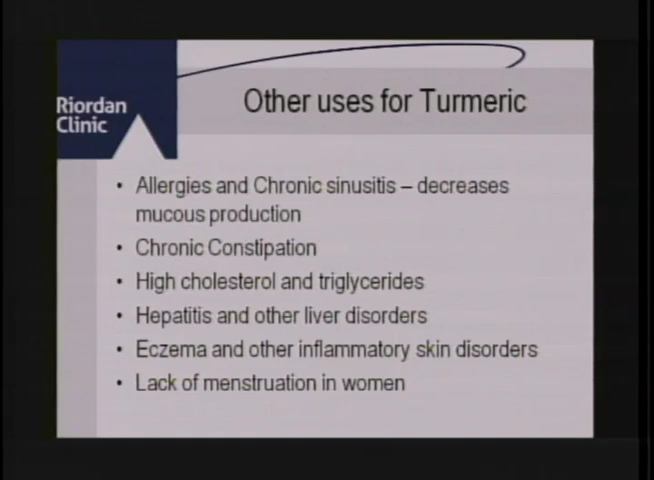 Riordan
Clinic
Other uses for Turmeric
• Allergies and Chronic sinusitis – decreases
mucous production
• Chronic Constipation
• High cholesterol and triglycerides
• Hepatitis and other liver disorders
• Eczema and other inflammatory skin disorders
• Lack of menstruation in women